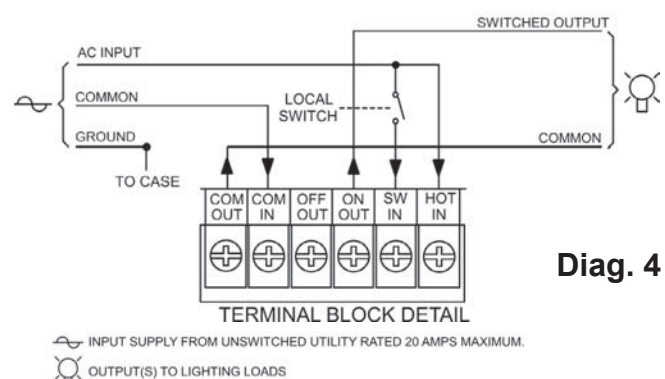 SWITCHED OUTPUT
AC INPUT
COMMON
LOCAL
SWITCH
GROUND
COMMON
TO CASE
COM OUT COM IN OFF OUT ON OUT SW IN HOT IN
Diag. 4
TERMINAL BLOCK DETAIL
INPUT SUPPLY FROM UNSWITCHED UTILITY RATED 20 AMPS MAXIMUM.
OUTPUT(S) TO LIGHTING LOADS